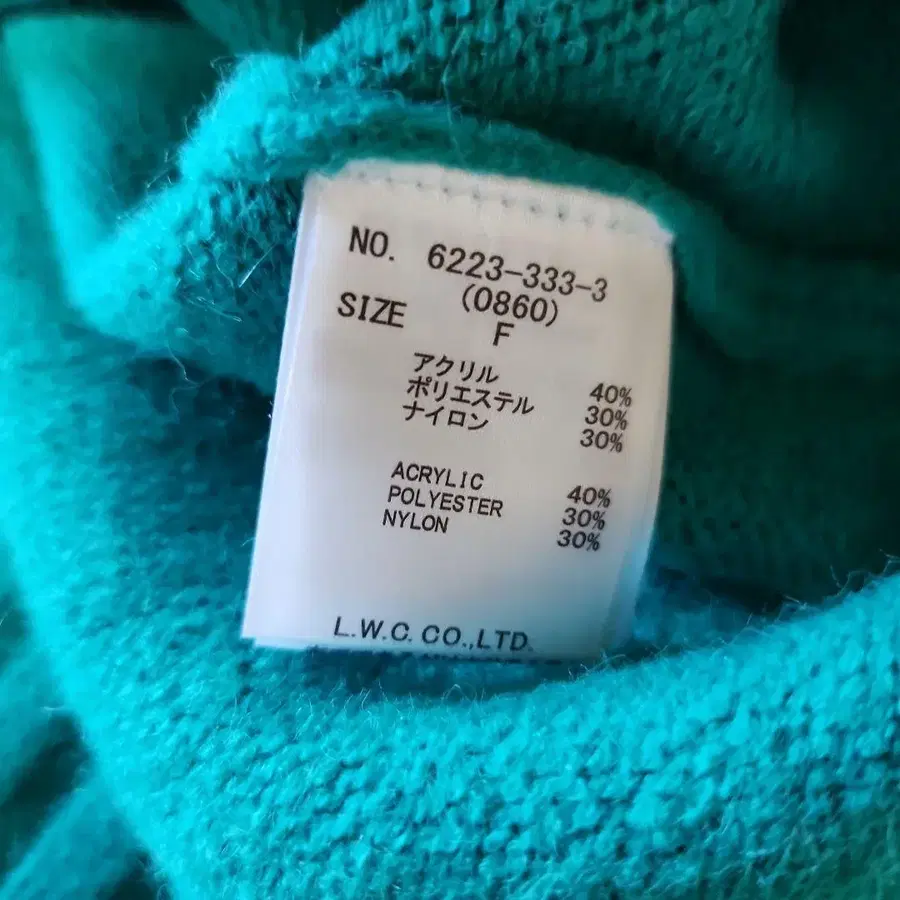 NO. 6223-333-3
(0860)
SIZE F
アクリル 40%
ポリエステル 30%
ナイロン 30%
ACRYLIC 40%
POLYESTER 30%
NYLON 30%
L.W.C. CO.,LTD.